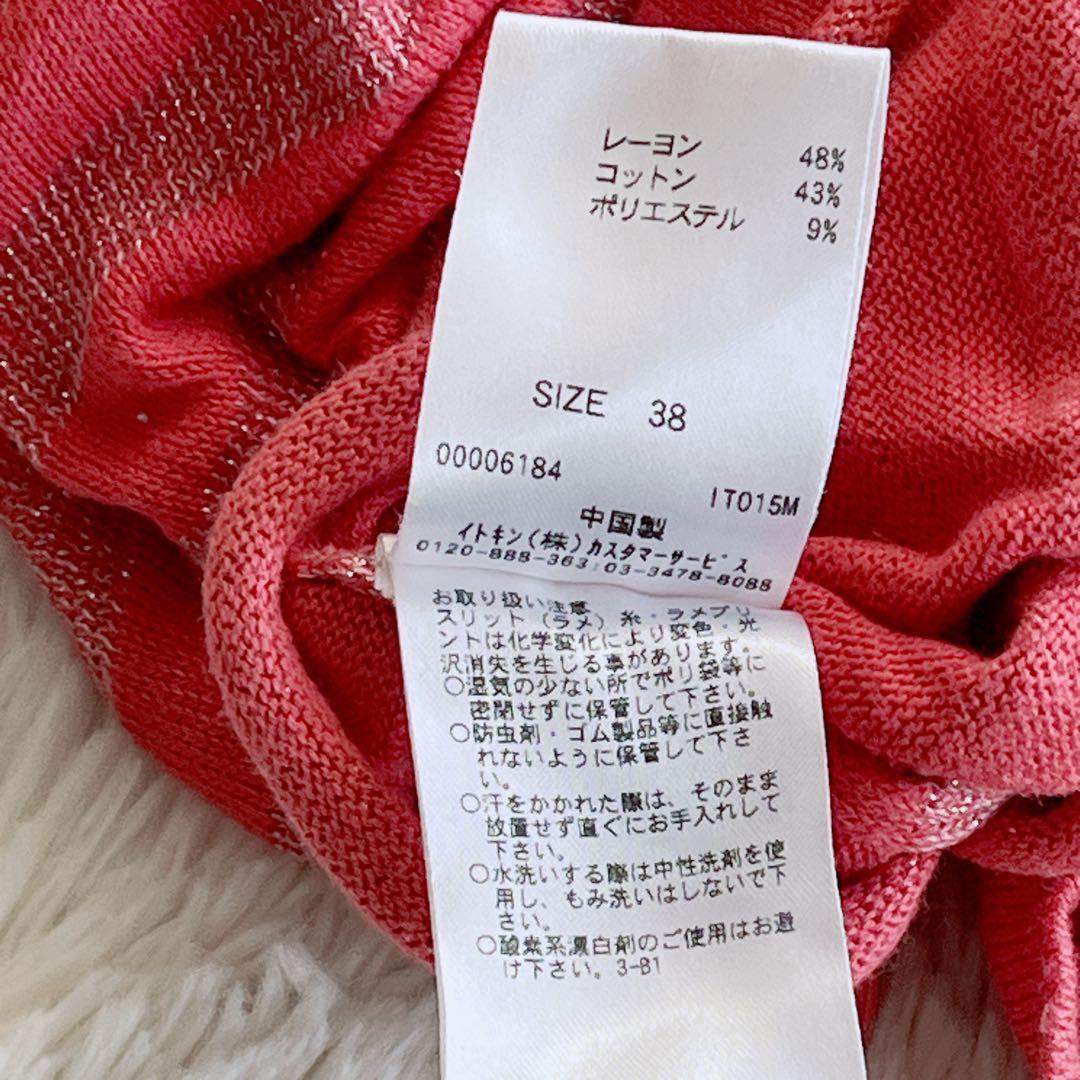 レーヨン 48%
コットン 43%
ポリエステル 9%
SIZE 38
00006184
IT015M
中国製
イトキン(株)カスタマーサービス
0120-888-363:03-3478-8088
お取り扱い注意
スリット(ラメ)糸・ラメプリ
ントは化学変化により変色・光
沢消失を生じる事があります。
○湿気の少ない所でポリ袋等に
密閉せずに保管して下さい。
○防虫剤・ゴム製品等に直接触
れないように保管して下さ
い。
○汗をかかれた際は、そのまま
放置せず直ぐにお手入れして
下さい。
○水洗いする際は中性洗剤を使
用し、もみ洗いはしないで下
さい。
○酸素系漂白剤のご使用はお避
け下さい。3-B1